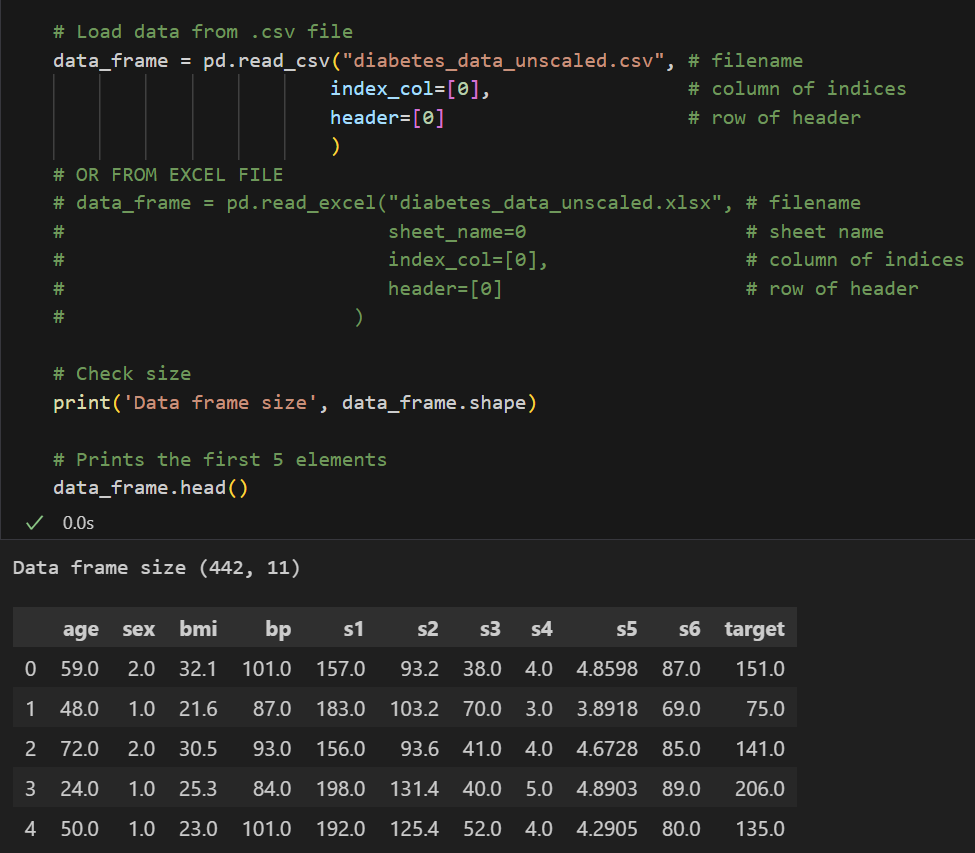 # Load data from .csv file
data_frame = pd.read_csv("diabetes_data_unscaled.csv", # filename
index_col=[0], # column of indices
header=[0] # row of header
)
# OR FROM EXCEL FILE
# data_frame = pd.read_excel("diabetes_data_unscaled.xlsx", # filename
# sheet_name=0 # sheet name
# index_col=[0], # column of indices
# header=[0] # row of header
# )
# Check size
print('Data frame size', data_frame.shape)
# Prints the first 5 elements
data_frame.head()
✓ 0.0s
Data frame size (442, 11)
age sex bmi bp s1 s2 s3 s4 s5 s6 target
0 59.0 2.0 32.1 101.0 157.0 93.2 38.0 4.0 4.8598 87.0 151.0
1 48.0 1.0 21.6 87.0 183.0 103.2 70.0 3.0 3.8918 69.0 75.0
2 72.0 2.0 30.5 93.0 156.0 93.6 41.0 4.0 4.6728 85.0 141.0
3 24.0 1.0 25.3 84.0 198.0 131.4 40.0 5.0 4.8903 89.0 206.0
4 50.0 1.0 23.0 101.0 192.0 125.4 52.0 4.0 4.2905 80.0 135.0